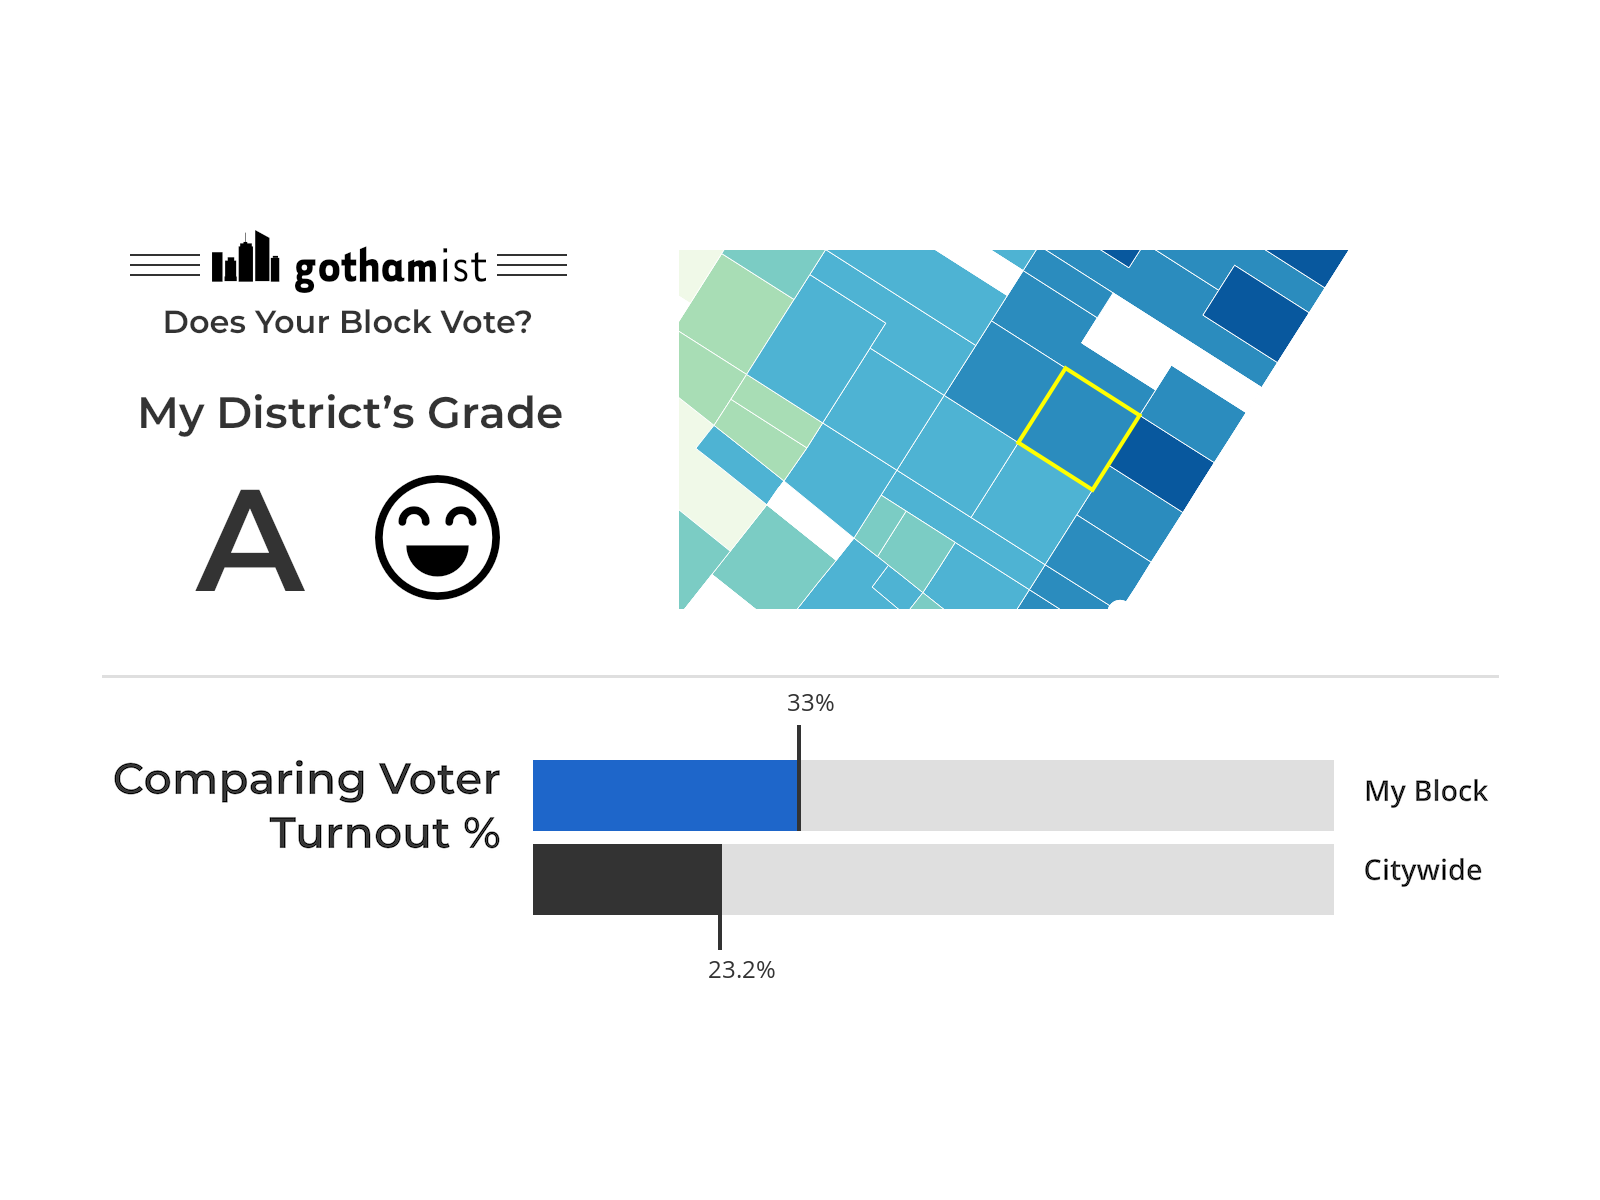 gothamist
Does Your Block Vote?
My District’s Grade
A
33%
Comparing Voter
Turnout %
My Block
Citywide
23.2%